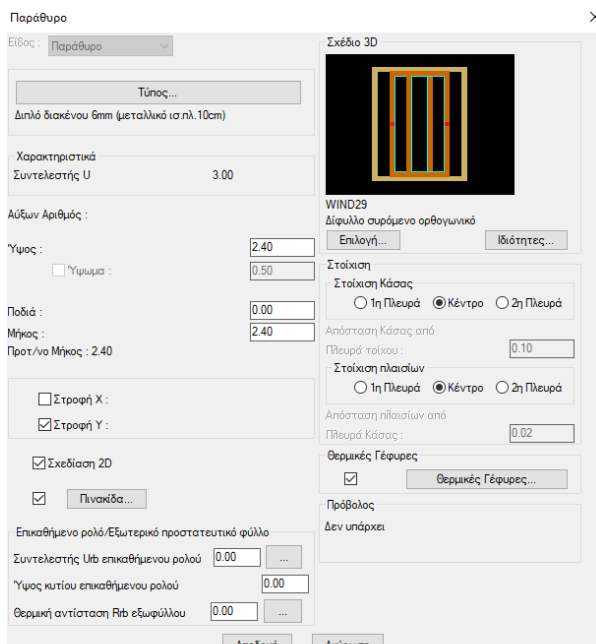 Παράθυρο
Είδος : Παράθυρο
Τύπος...
Διπλό διακένου 6mm (μεταλλικό ισ.πλ.10cm)
Χαρακτηριστικά
Συντελεστής U 3.00
Αύξων Αριθμός :
Ύψος : 2.40
Ύψωμα : 0.50
Ποδιά : 0.00
Μήκος : 2.40
Προτ/νο Μήκος : 2.40
Στροφή X :
Στροφή Y :
Σχεδίαση 2D
Πινακίδα...
Επικαθήμενο ρολό/Εξωτερικό προστατευτικό φύλλο
Συντελεστής Urb επικαθήμενου ρολού 0.00 ...
Ύψος κυτίου επικαθήμενου ρολού 0.00
Θερμική αντίσταση Rrb εξωφύλλου 0.00 ...
Σχέδιο 3D
WIND29
Δίφυλλο συρόμενο ορθογωνικό
Επιλογή... Ιδιότητες...
Στοίχιση
Στοίχιση Κάσας
1η Πλευρά Κέντρο 2η Πλευρά
Απόσταση Κάσας από
Πλευρά τοίχου : 0.10
Στοίχιση πλαισίων
1η Πλευρά Κέντρο 2η Πλευρά
Απόσταση πλαισίων από
Πλευρά Κάσας : 0.02
Θερμικές Γέφυρες
Θερμικές Γέφυρες...
Πρόβολος
Δεν υπάρχει
Αποδοχή Ακύρωση